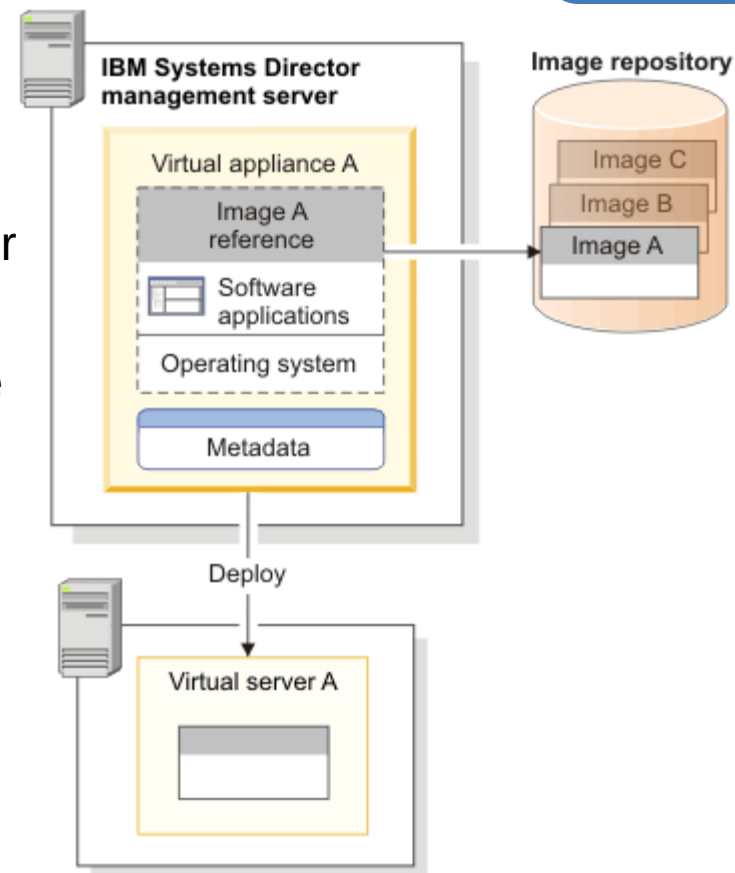 IBM Systems Director
management server
Image repository
Virtual appliance A
Image A
reference
Software
applications
Operating system
Metadata
Image C
Image B
Image A
r
e
Deploy
Virtual server A